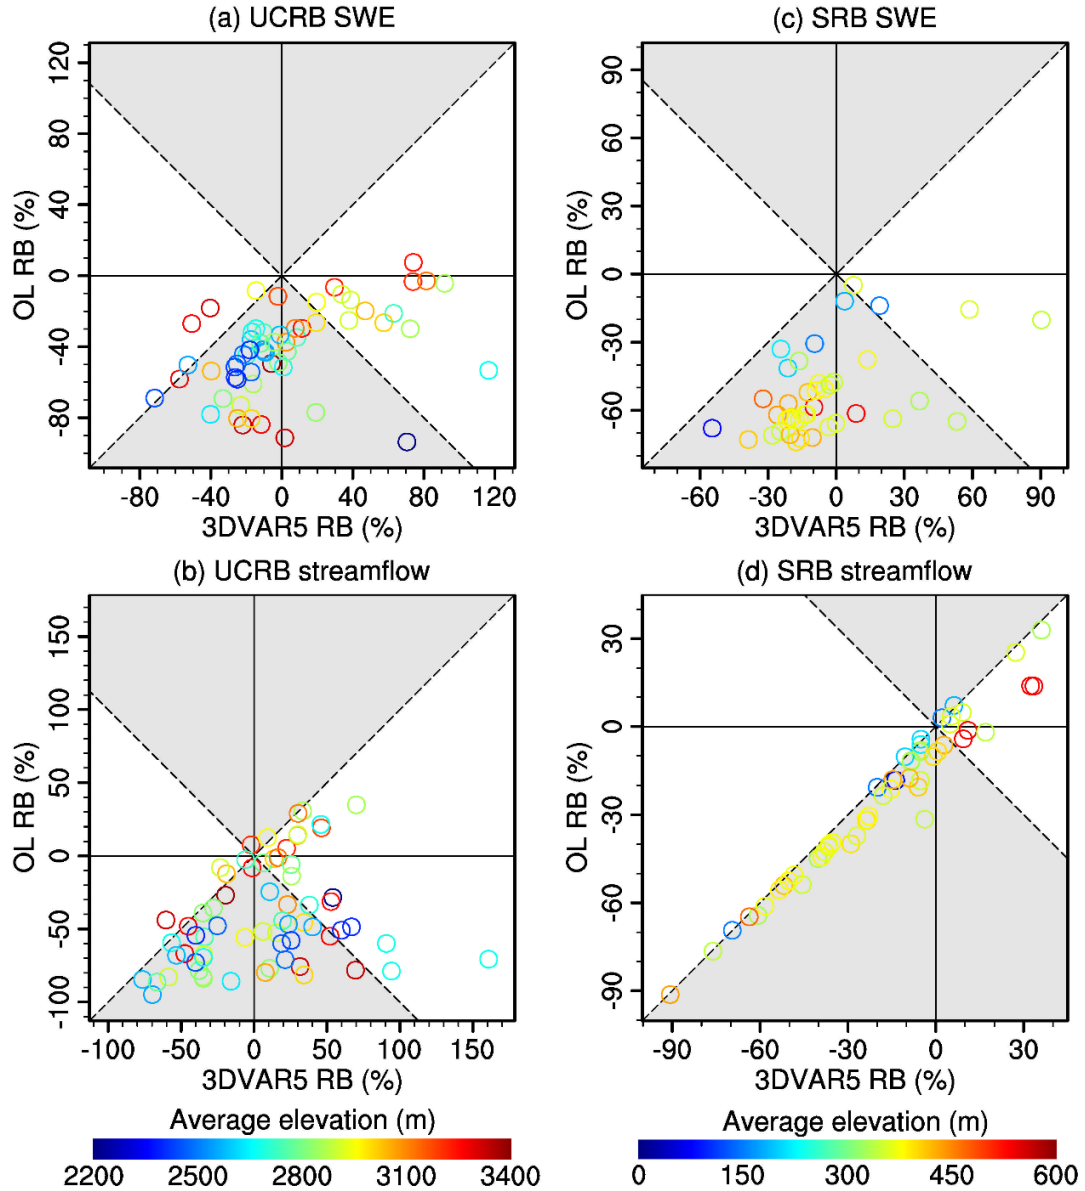 (a) UCRB SWE
120
80
40
0
-40
-80
OL RB (%)
-80 -40 0 40 80 120
3DVAR5 RB (%)
(c) SRB SWE
90
60
30
0
-30
-60
OL RB (%)
-60 -30 0 30 60 90
3DVAR5 RB (%)
(b) UCRB streamflow
150
100
50
0
-50
-100
OL RB (%)
-100 -50 0 50 100 150
3DVAR5 RB (%)
(d) SRB streamflow
30
0
-30
-60
-90
OL RB (%)
-90 -60 -30 0 30
3DVAR5 RB (%)
Average elevation (m)
2200 2500 2800 3100 3400
Average elevation (m)
0 150 300 450 600